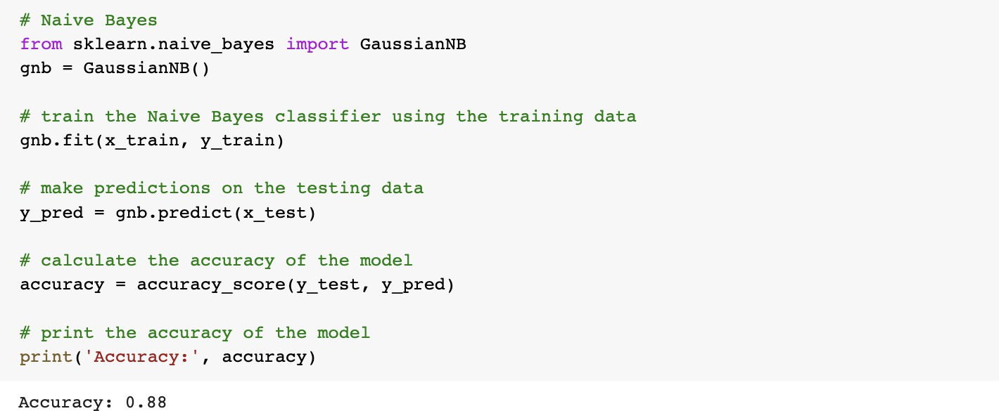 # Naive Bayes
from sklearn.naive_bayes import GaussianNB
gnb = GaussianNB()
# train the Naive Bayes classifier using the training data
gnb.fit(x_train, y_train)
# make predictions on the testing data
y_pred = gnb.predict(x_test)
# calculate the accuracy of the model
accuracy = accuracy_score(y_test, y_pred)
# print the accuracy of the model
print('Accuracy:', accuracy)
Accuracy: 0.88